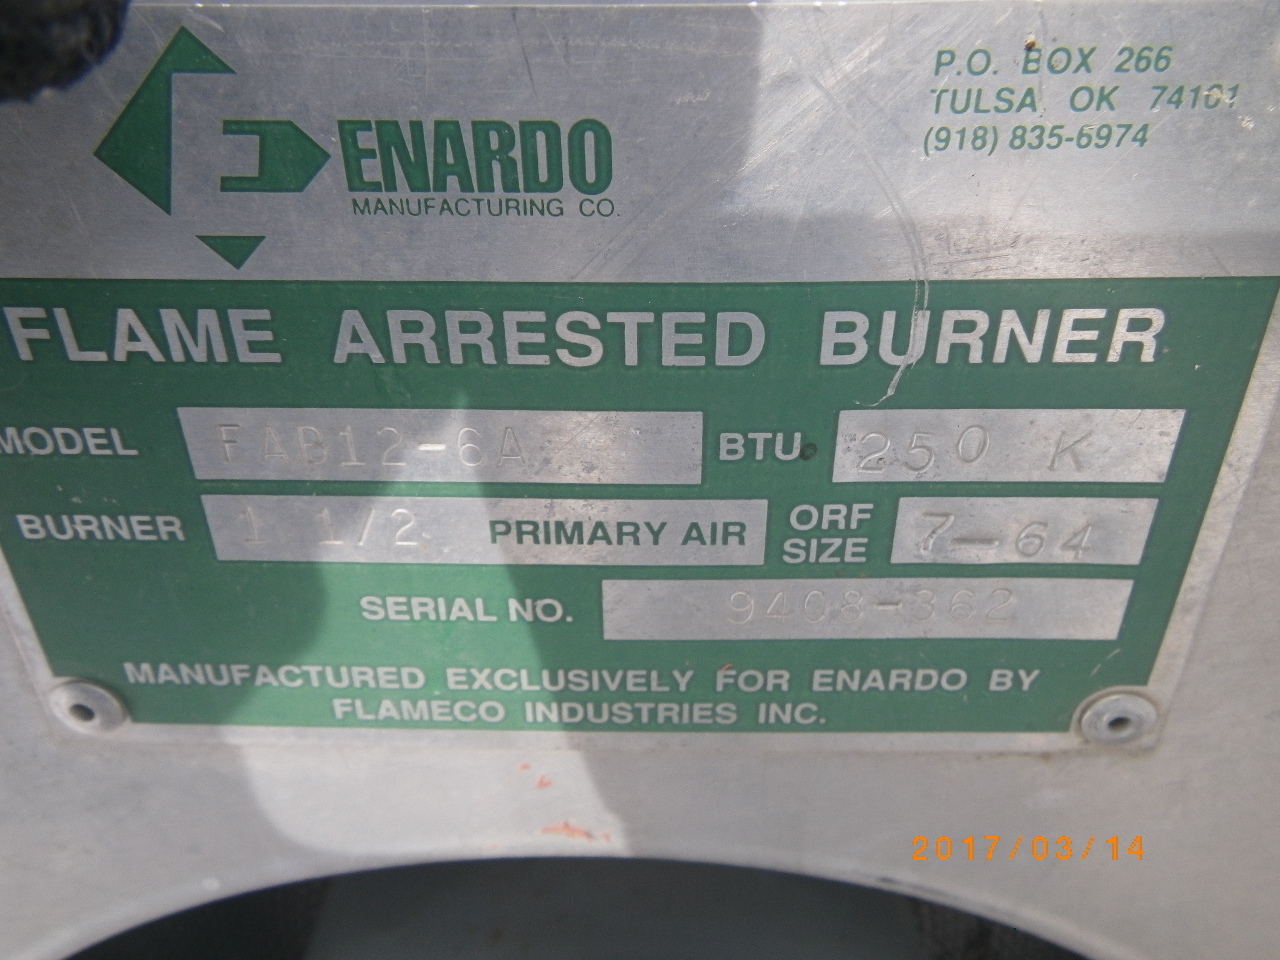 ENARDO
MANUFACTURING CO.
P.O. BOX 266
TULSA, OK 74101
(918) 835-6974
FLAME ARRESTED BURNER
MODEL FAB12-6A BTU 250 K
BURNER 1 1/2 PRIMARY AIR ORF SIZE 7-64
SERIAL NO. 9408-362
MANUFACTURED EXCLUSIVELY FOR ENARDO BY
FLAMECO INDUSTRIES INC.
2017/03/14